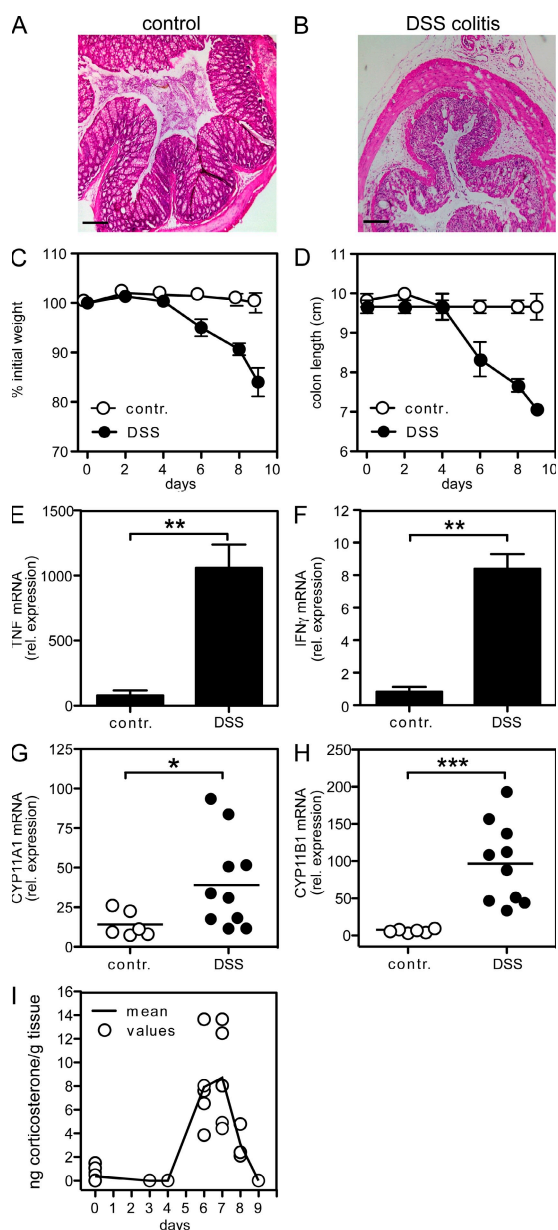 A control
B DSS colitis
C
110
100
90
80
70
% initial weight
contr.
DSS
0 2 4 6 8 10
days
D
11
10
9
8
7
6
colon length (cm)
contr.
DSS
0 2 4 6 8 10
days
E
1500
1000
500
0
TNF mRNA
(rel. expression)
**
contr. DSS
F
12
10
8
6
4
2
0
IFNγ mRNA
(rel. expression)
**
contr. DSS
G
125
100
75
50
25
0
CYP11A1 mRNA
(rel. expression)
*
contr. DSS
H
250
200
150
100
50
0
CYP11B1 mRNA
(rel. expression)
***
contr. DSS
I
16
14
12
10
8
6
4
2
0
ng corticosterone/g tissue
mean
values
0 1 2 3 4 5 6 7 8 9
days